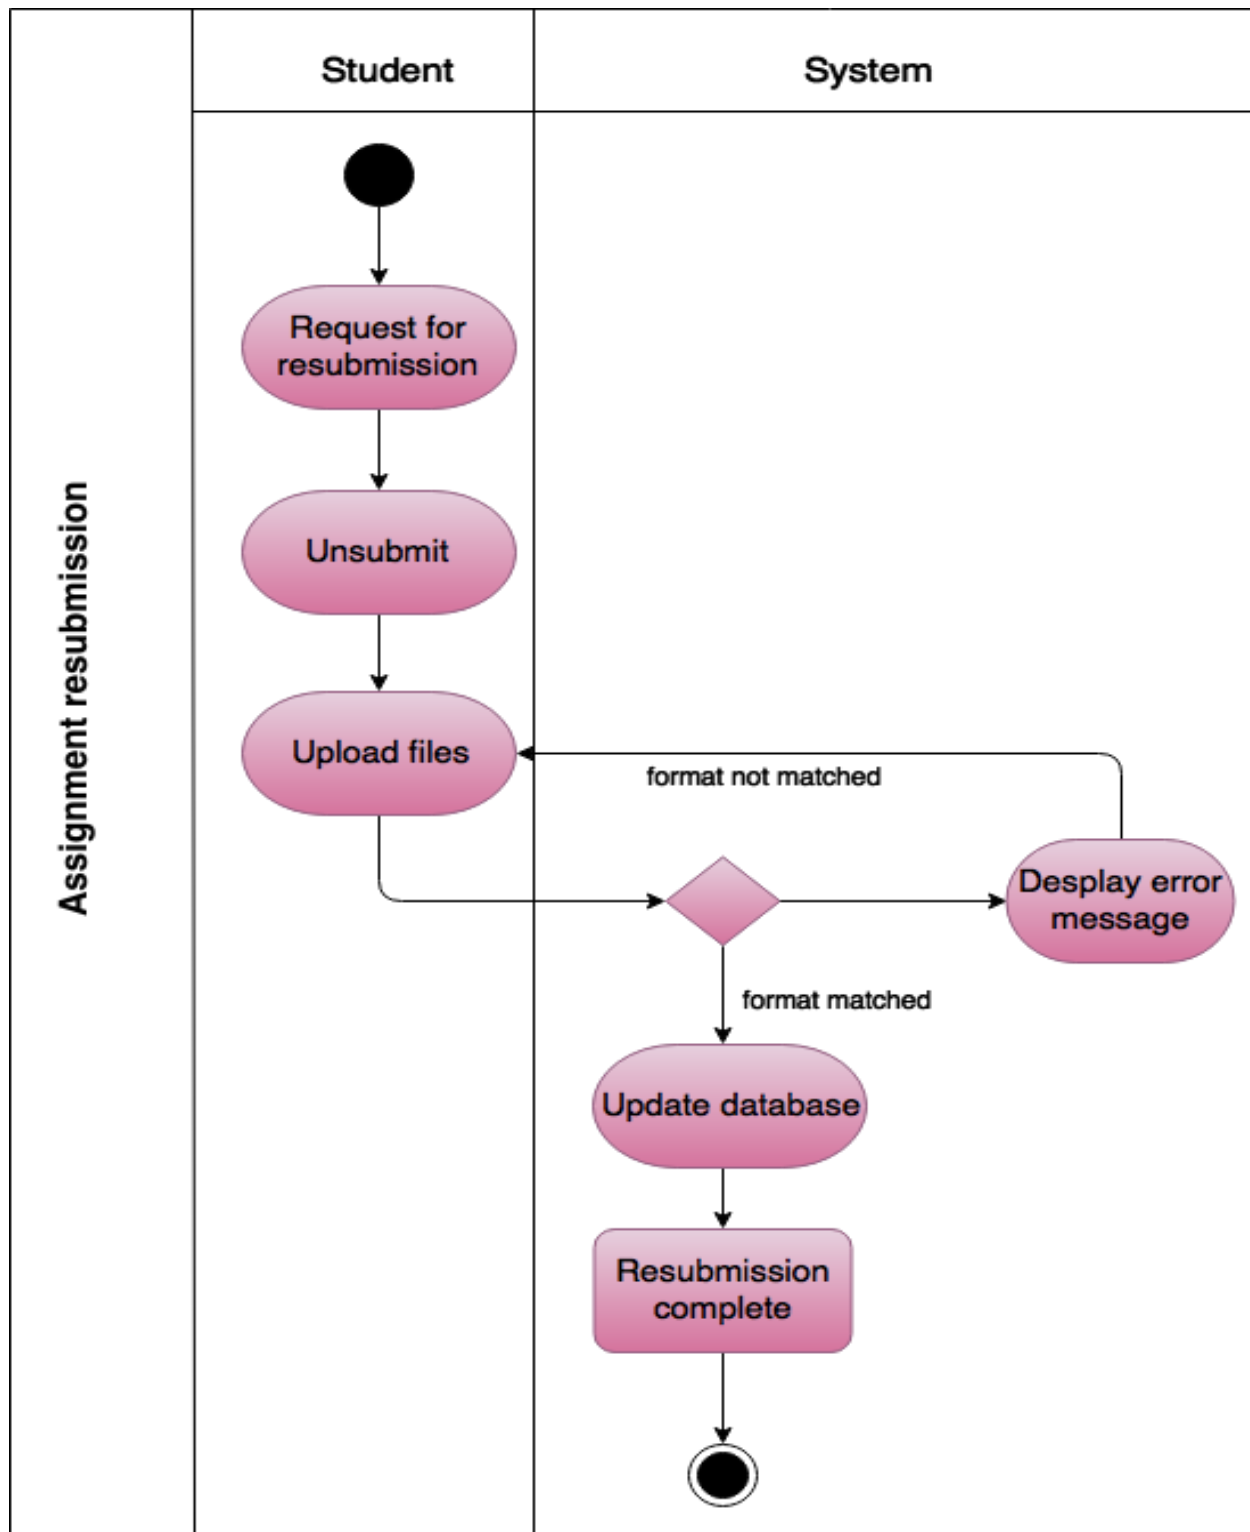 Student
System
Assignment resubmission
Request for
resubmission
Unsubmit
Upload files
format not matched
Desplay error
message
format matched
Update database
Resubmission
complete